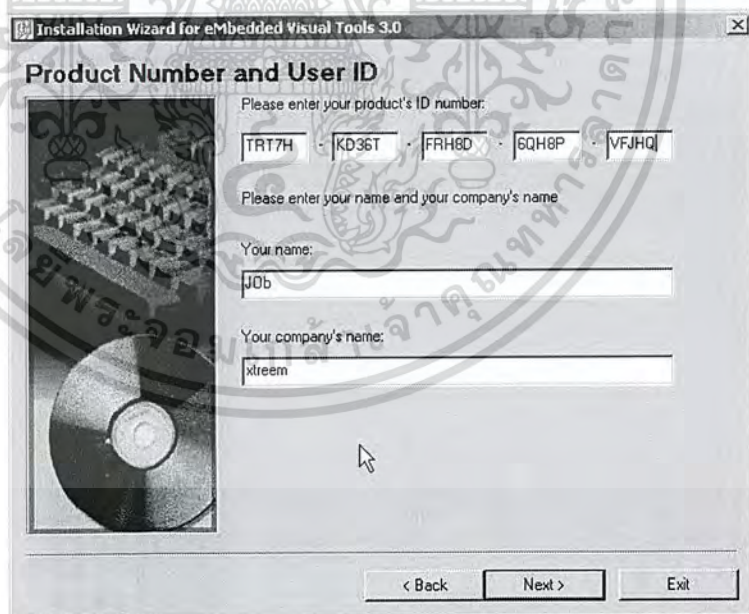 Installation Wizard for eMbedded Visual Tools 3.0
Product Number and User ID
Please enter your product's ID number:
TRT7H - KD36T - FRH8D - 6QH8P - VFJHQ
Please enter your name and your company's name
Your name:
JOb
Your company's name:
xtreem
< Back Next > Exit